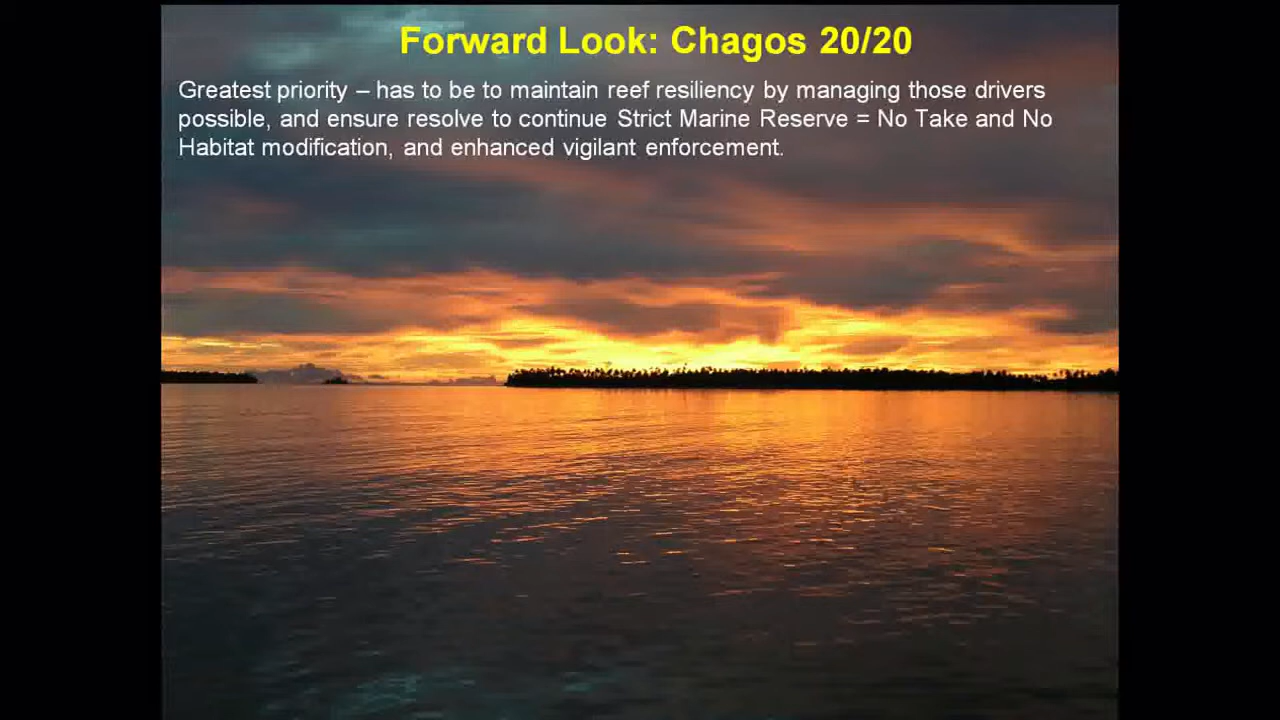 Forward Look: Chagos 20/20
Greatest priority – has to be to maintain reef resiliency by managing those drivers
possible, and ensure resolve to continue Strict Marine Reserve = No Take and No
Habitat modification, and enhanced vigilant enforcement.